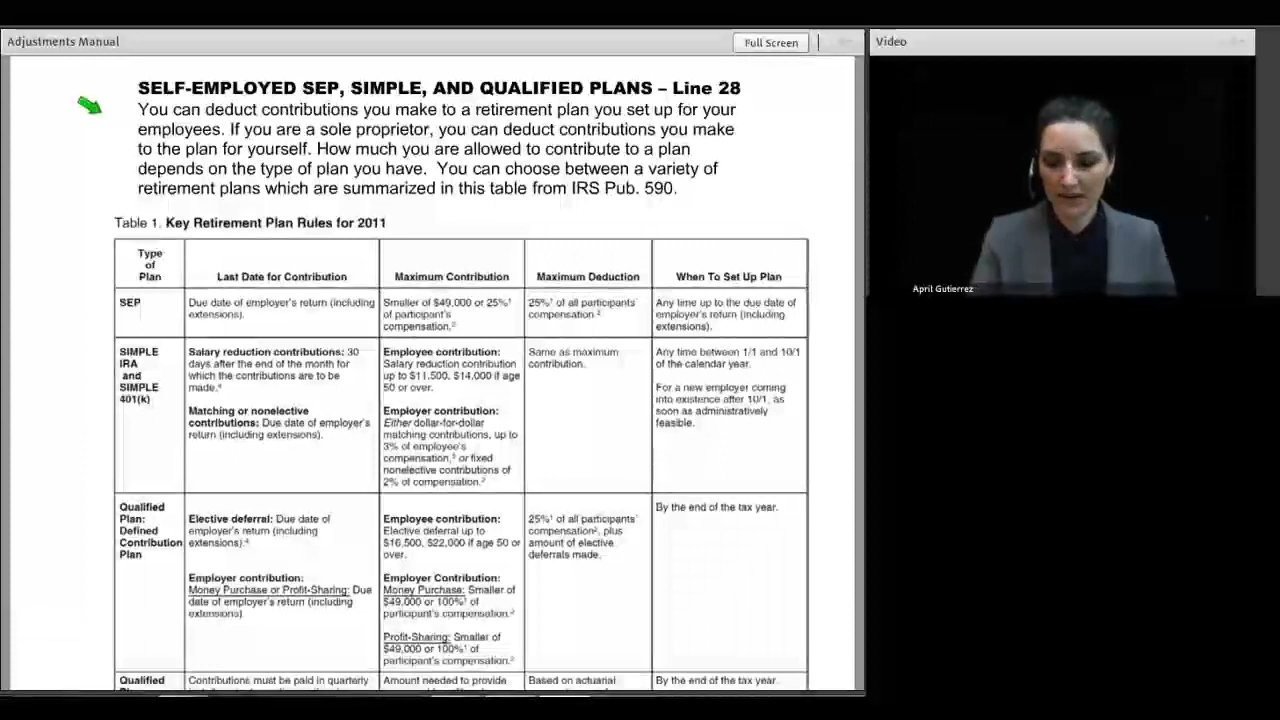 Adjustments Manual
Full Screen
Video
SELF-EMPLOYED SEP, SIMPLE, AND QUALIFIED PLANS – Line 28
You can deduct contributions you make to a retirement plan you set up for your
employees. If you are a sole proprietor, you can deduct contributions you make
to the plan for yourself. How much you are allowed to contribute to a plan
depends on the type of plan you have.  You can choose between a variety of
retirement plans which are summarized in this table from IRS Pub. 590.
Table 1. Key Retirement Plan Rules for 2011
Type
of
Plan
Last Date for Contribution
Maximum Contribution
Maximum Deduction
When To Set Up Plan
SEP
Due date of employer's return (including
extensions).
Smaller of $49,000 or 25%¹
of participant's
compensation.²
25%¹ of all participants'
compensation.²
Any time up to the due date of
employer's return (including
extensions).
SIMPLE
IRA
and
SIMPLE
401(k)
Salary reduction contributions: 30
days after the end of the month for
which the contributions are to be
made.⁴
Matching or nonelective
contributions: Due date of employer's
return (including extensions).
Employee contribution:
Salary reduction contribution
up to $11,500, $14,000 if age
50 or over.
Employer contribution:
Either dollar-for-dollar
matching contributions, up to
3% of employee's
compensation,³ or fixed
nonelective contributions of
2% of compensation.²
Same as maximum
contribution.
Any time between 1/1 and 10/1
of the calendar year.
For a new employer coming
into existence after 10/1, as
soon as administratively
feasible.
Qualified
Plan:
Defined
Contribution
Plan
Elective deferral: Due date of
employer's return (including
extensions).⁴
Employer contribution:
Money Purchase or Profit-Sharing: Due
date of employer's return (including
extensions)
Employee contribution:
Elective deferral up to
$16,500, $22,000 if age 50 or
over.
Employer Contribution:
Money Purchase: Smaller of
$49,000 or 100%¹ of
participant's compensation.²
Profit-Sharing: Smaller of
$49,000 or 100%¹ of
participant's compensation.²
25%¹ of all participants'
compensation², plus
amount of elective
deferrals made.
By the end of the tax year.
Qualified
Contributions must be paid in quarterly
Amount needed to provide
Based on actuarial
By the end of the tax year.
April Gutierrez